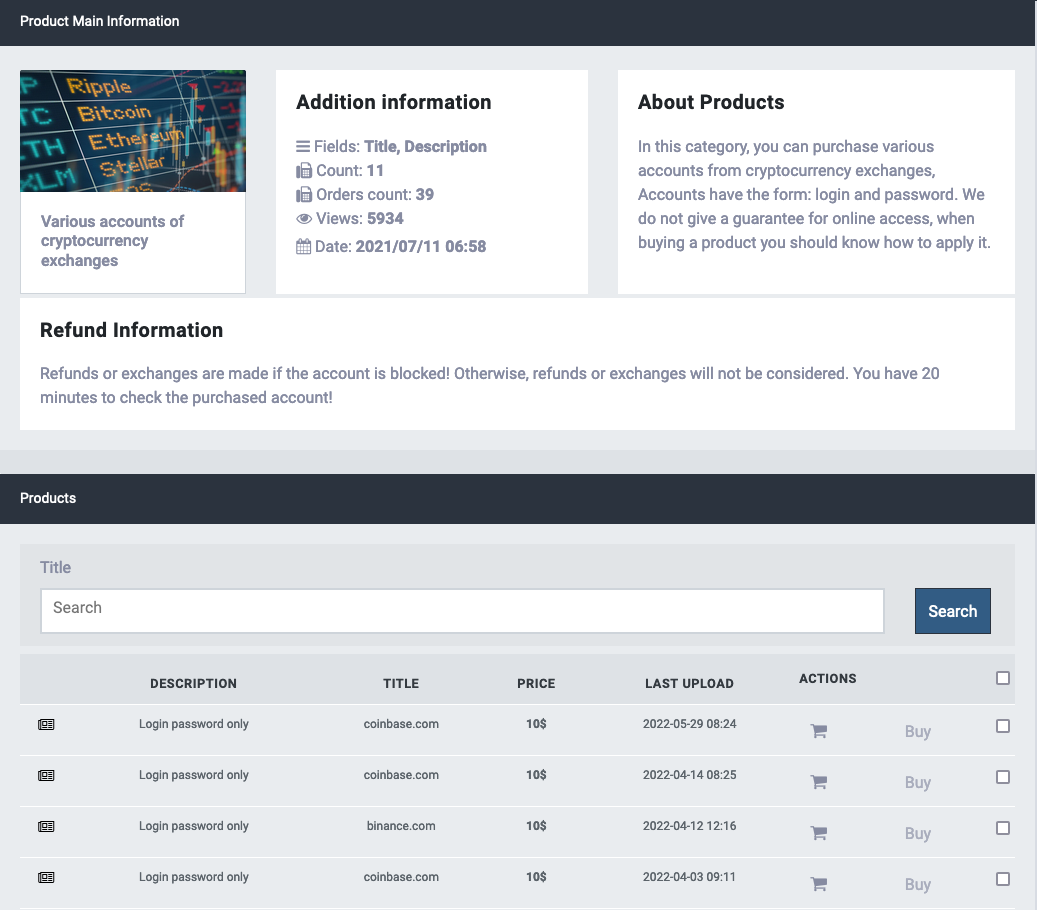 Product Main Information
Ripple
Bitcoin
TC
Ethereum
TH
Stellar
XLM
Various accounts of
cryptocurrency
exchanges
Addition information
Fields: Title, Description
Count: 11
Orders count: 39
Views: 5934
Date: 2021/07/11 06:58
About Products
In this category, you can purchase various
accounts from cryptocurrency exchanges,
Accounts have the form: login and password. We
do not give a guarantee for online access, when
buying a product you should know how to apply it.
Refund Information
Refunds or exchanges are made if the account is blocked! Otherwise, refunds or exchanges will not be considered. You have 20
minutes to check the purchased account!
Products
Title
Search Search
DESCRIPTION TITLE PRICE LAST UPLOAD ACTIONS
Login password only coinbase.com 10$ 2022-05-29 08:24 Buy
Login password only coinbase.com 10$ 2022-04-14 08:25 Buy
Login password only binance.com 10$ 2022-04-12 12:16 Buy
Login password only coinbase.com 10$ 2022-04-03 09:11 Buy